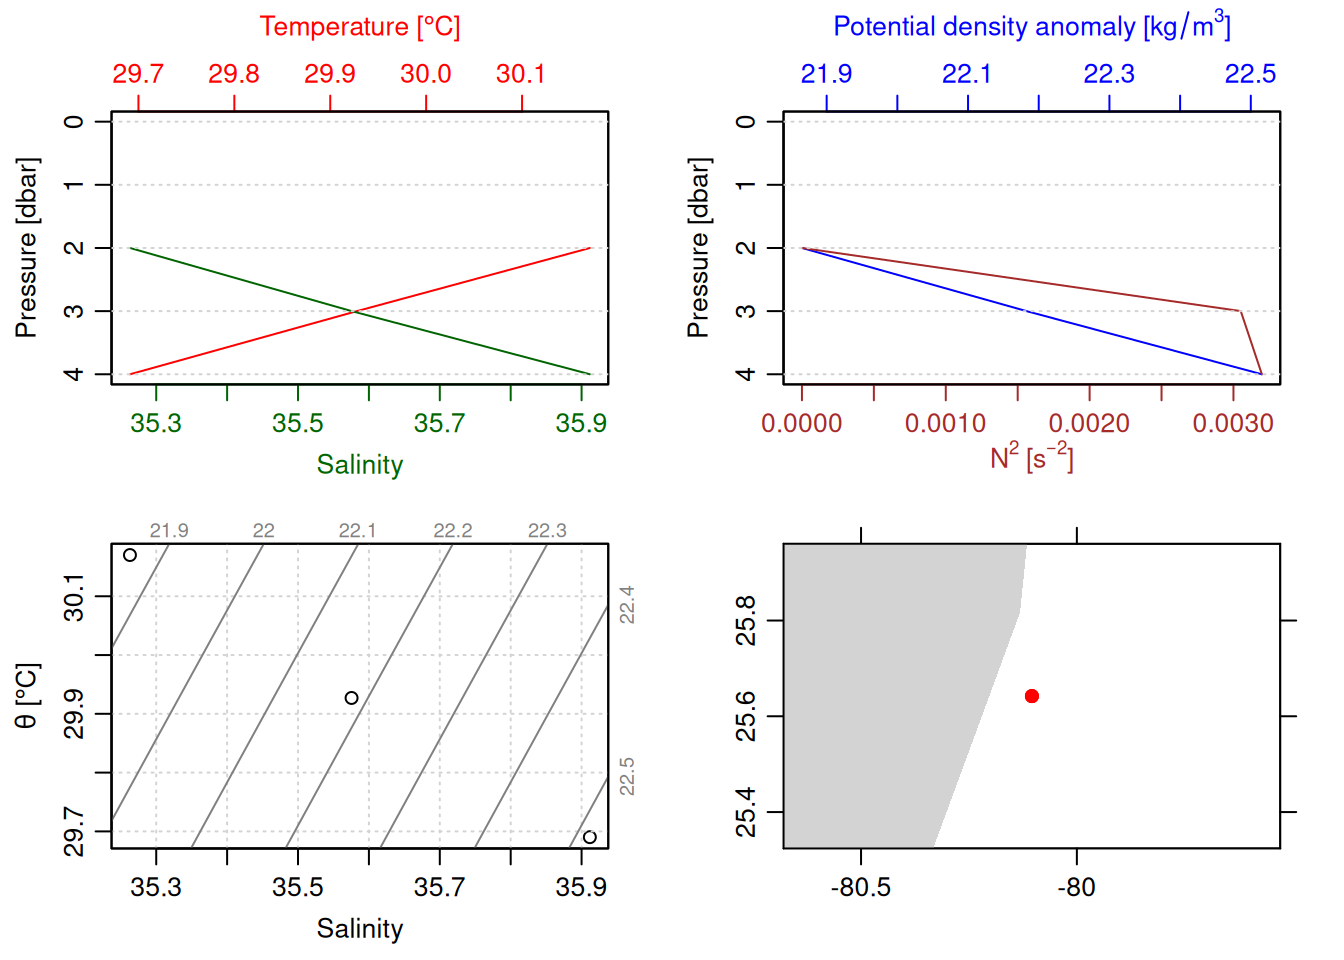 Temperature [°C]
29.7 29.8 29.9 30.0 30.1
Pressure [dbar]
0
1
2
3
4
35.3 35.5 35.7 35.9
Salinity
Potential density anomaly [kg/m³]
21.9 22.1 22.3 22.5
Pressure [dbar]
0
1
2
3
4
0.0000 0.0010 0.0020 0.0030
N² [s⁻²]
21.9 22 22.1 22.2 22.3
22.4
22.5
θ [°C]
30.1
29.9
29.7
35.3 35.5 35.7 35.9
Salinity
25.8
25.6
25.4
-80.5 -80